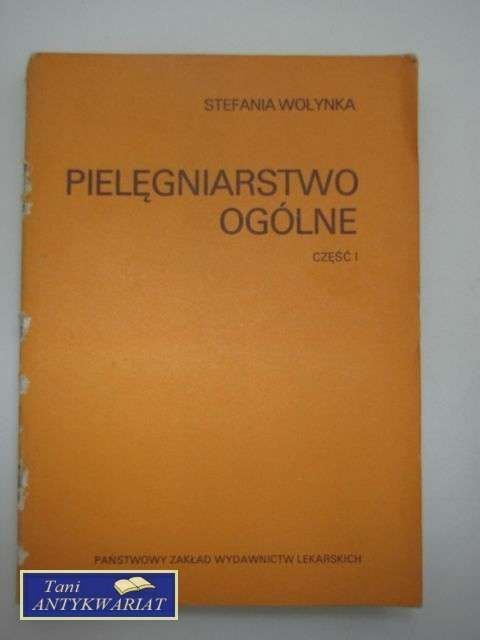 STEFANIA WOŁYNKA
PIELĘGNIARSTWO
OGÓLNE
CZĘŚĆ I
PAŃSTWOWY ZAKŁAD WYDAWNICTW LEKARSKICH
Tani
ANTYKWARIAT